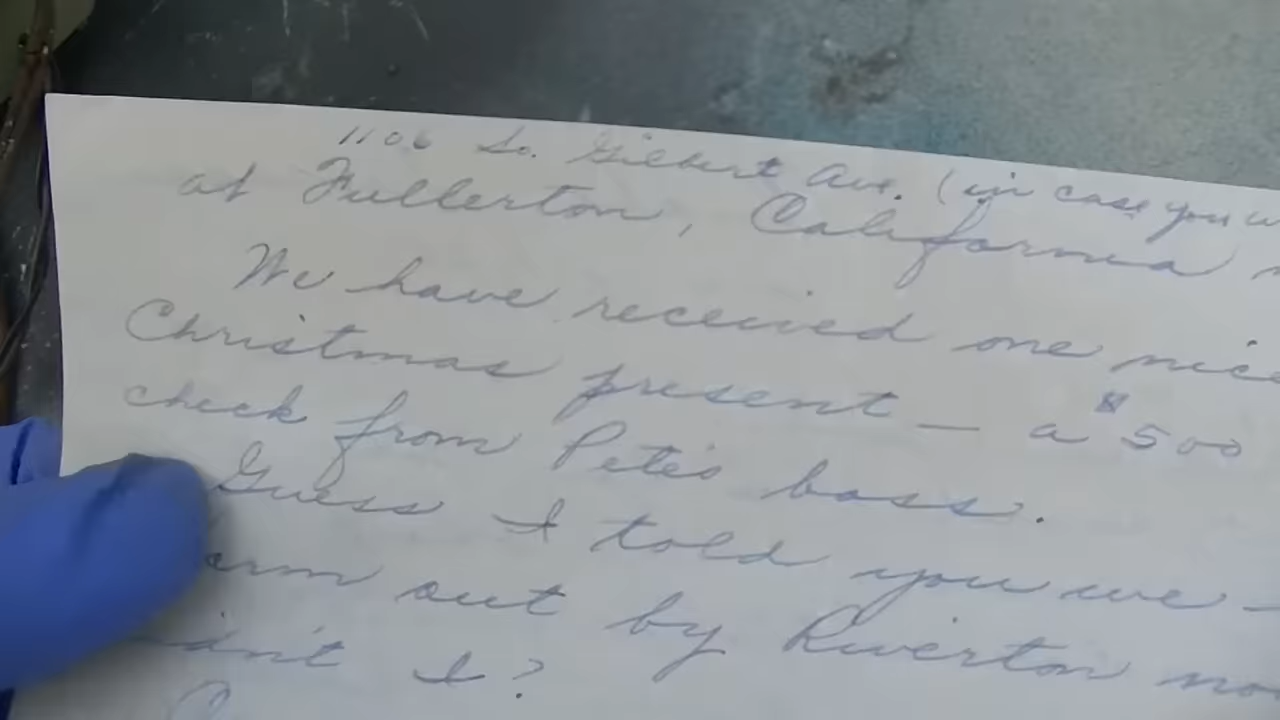 1106 So. Gilbert Ave. (in case you w
at Fullerton, California
We have received one nice
Christmas present — a $500
check from Pete's boss.
Guess I told you we
out by Riverton
I?